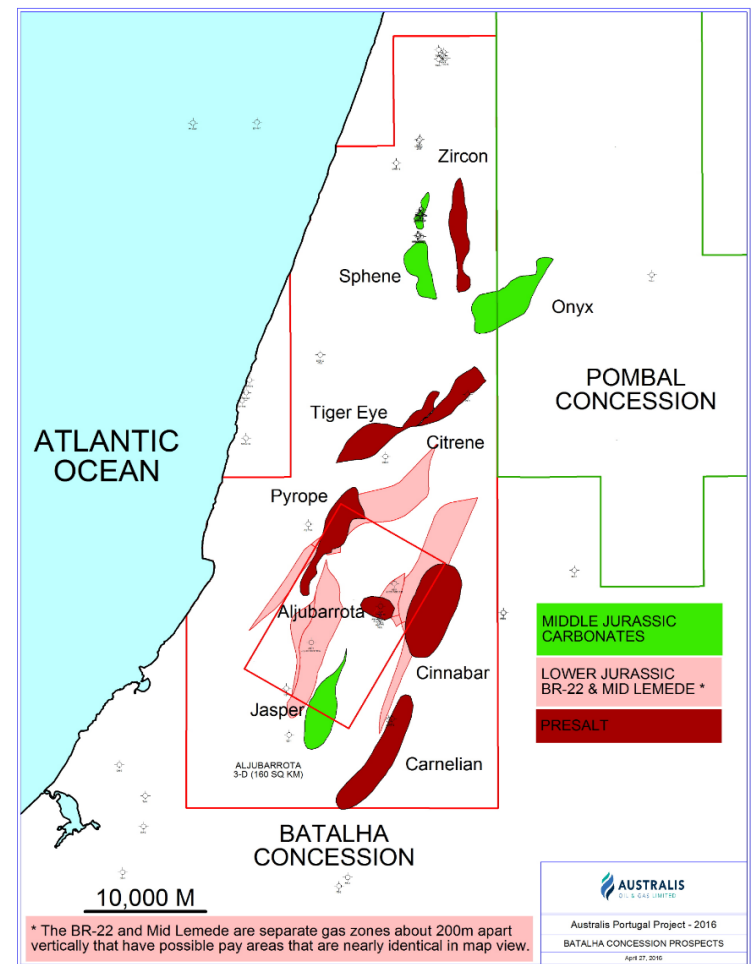 Zircon
Sphene
Onyx
POMBAL
CONCESSION
Tiger Eye
Citrene
ATLANTIC
OCEAN
Pyrope
Aljubarrota
MIDDLE JURASSIC
CARBONATES
LOWER JURASSIC
BR-22 & MID LEMEDE *
PRESALT
Cinnabar
Jasper
ALJUBARROTA
3-D (160 SQ KM)
Carnelian
BATALHA
CONCESSION
10,000 M
* The BR-22 and Mid Lemede are separate gas zones about 200m apart
vertically that have possible pay areas that are nearly identical in map view.
AUSTRALIS
OIL & GAS LIMITED
Australis Portugal Project - 2016
BATALHA CONCESSION PROSPECTS
April 27, 2016